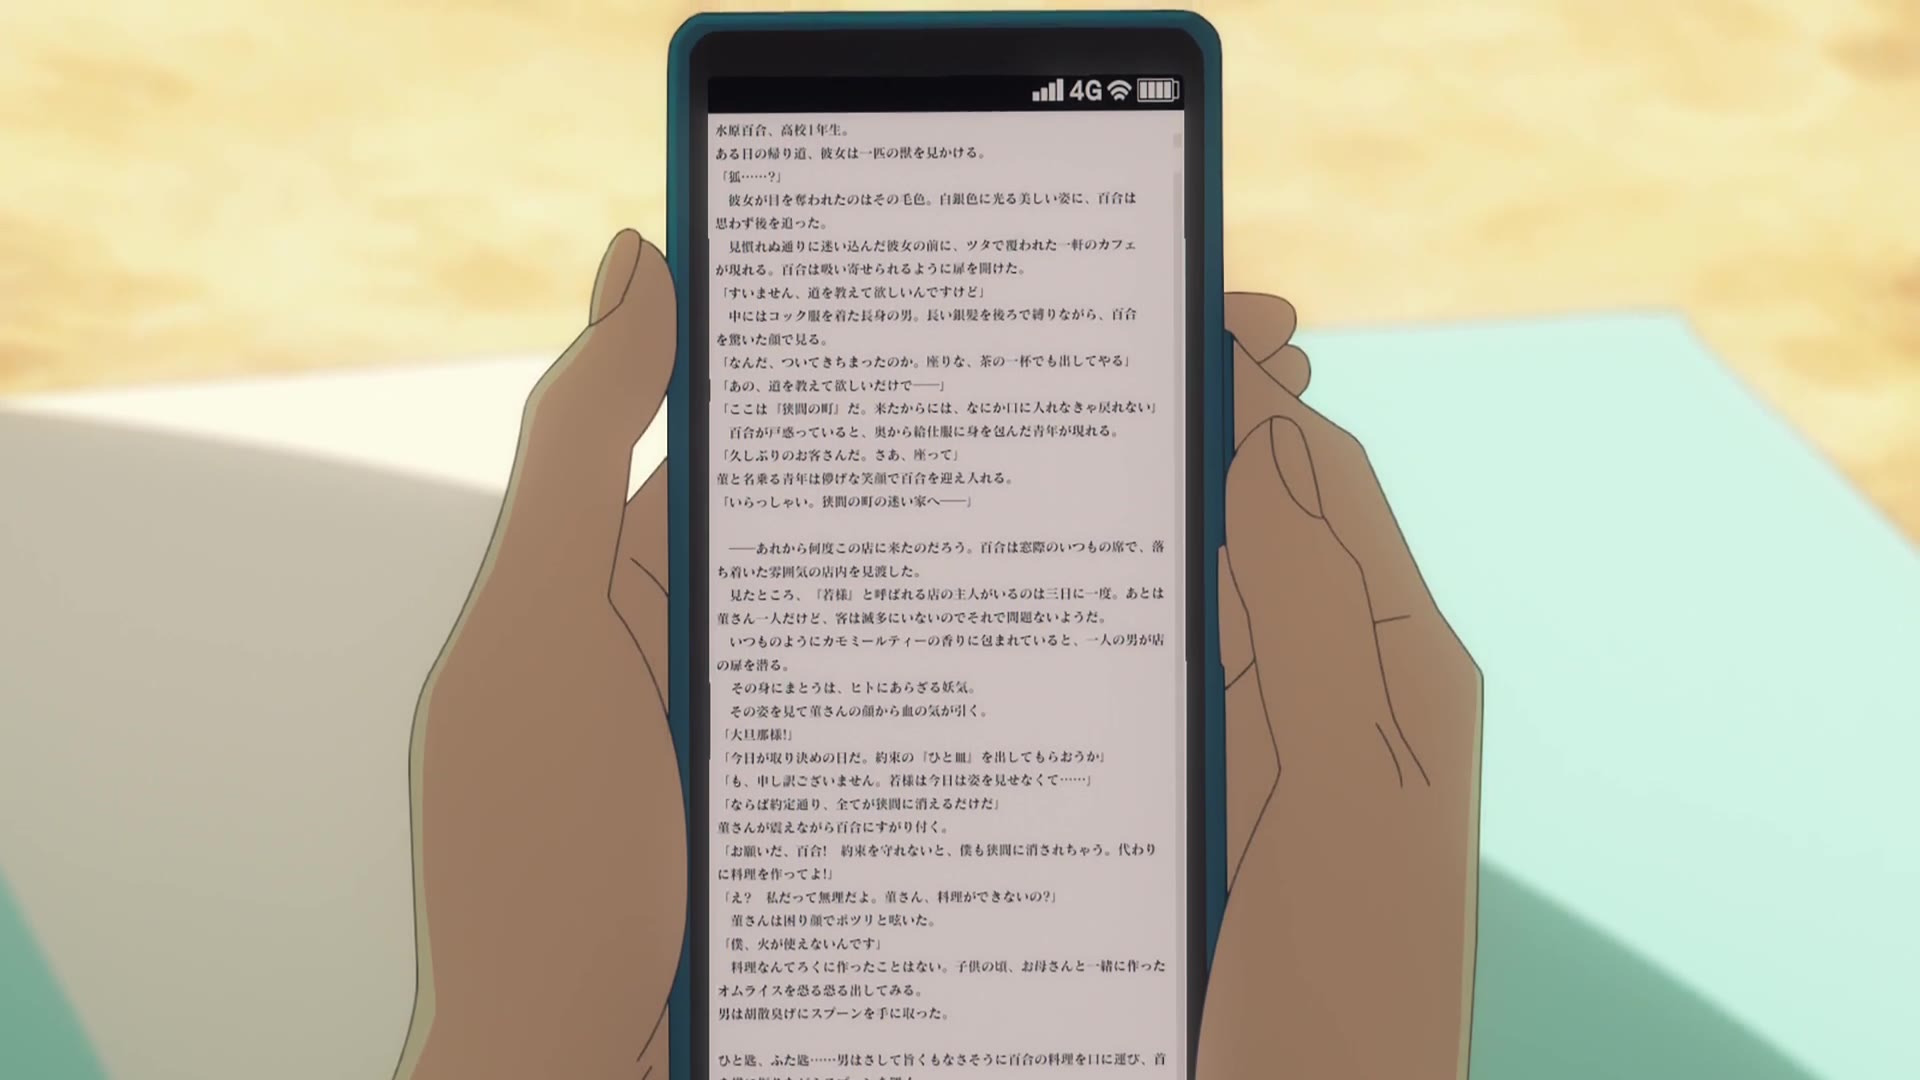 4G
水原百合、高校1年生。
ある日の帰り道、彼女は一匹の獣を見かける。
「狐……?」
彼女が目を奪われたのはその毛色。白銀色に光る美しい姿に、百合は
思わず後を追った。
見慣れぬ通りに迷い込んだ彼女の前に、ツタで覆われた一軒のカフェ
が現れる。百合は吸い寄せられるように扉を開けた。
「すいません、道を教えて欲しいんですけど」
中にはコック服を着た長身の男。長い銀髪を後ろで縛りながら、百合
を驚いた顔で見る。
「なんだ、ついてきちまったのか。座りな、茶の一杯でも出してやる」
「あの、道を教えて欲しいだけで――」
「ここは『狭間の町』だ。来たからには、なにか口に入れなきゃ戻れない」
百合が戸惑っていると、奥から給仕服に身を包んだ青年が現れる。
「久しぶりのお客さんだ。さあ、座って」
菫と名乗る青年は儚げな笑顔で百合を迎え入れる。
「いらっしゃい。狭間の町の迷い家へ――」
――あれから何度この店に来たのだろう。百合は窓際のいつもの席で、落
ち着いた雰囲気の店内を見渡した。
見たところ、『若様』と呼ばれる店の主人がいるのは三日に一度。あとは
菫さん一人だけど、客は滅多にいないのでそれで問題ないようだ。
いつものようにカモミールティーの香りに包まれていると、一人の男が店
の扉を潜る。
その身にまとうは、ヒトにあらざる妖気。
その姿を見て菫さんの顔から血の気が引く。
「大旦那様!」
「今日が取り決めの日だ。約束の『ひと皿』を出してもらおうか」
「も、申し訳ございません。若様は今日は姿を見せなくて……」
「ならば約定通り、全てが狭間に消えるだけだ」
菫さんが震えながら百合にすがり付く。
「お願いだ、百合! 約束を守れないと、僕も狭間に消されちゃう。代わり
に料理を作ってよ!」
「え? 私だって無理だよ。菫さん、料理ができないの?」
菫さんは困り顔でポツリと呟いた。
「僕、火が使えないんです」
料理なんてろくに作ったことはない。子供の頃、お母さんと一緒に作った
オムライスを恐る恐る出してみる。
男は胡散臭げにスプーンを手に取った。
ひと匙、ふた匙……男はさして旨くもなさそうに百合の料理を口に運び、首